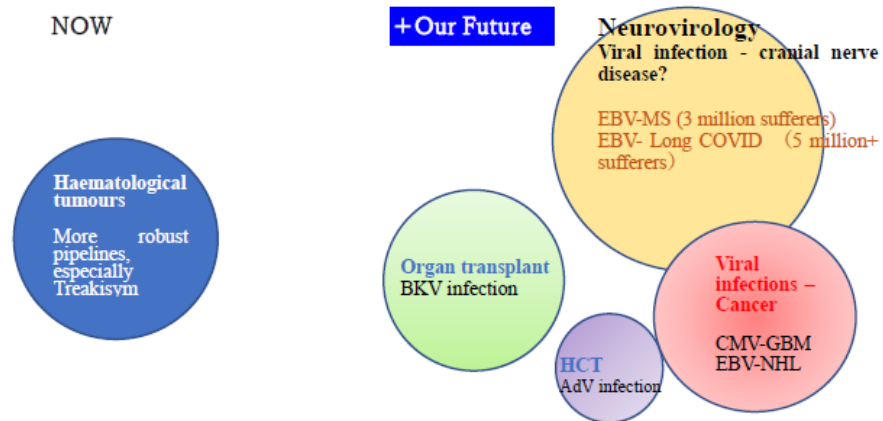 NOW
+Our Future
Neurovirology
Viral infection - cranial nerve
disease?
EBV-MS (3 million sufferers)
EBV- Long COVID （5 million+
sufferers）
Haematological
tumours
More robust
pipelines,
especially
Treakisym
Organ transplant
BKV infection
Viral
infections –
Cancer
CMV-GBM
EBV-NHL
HCT
AdV infection